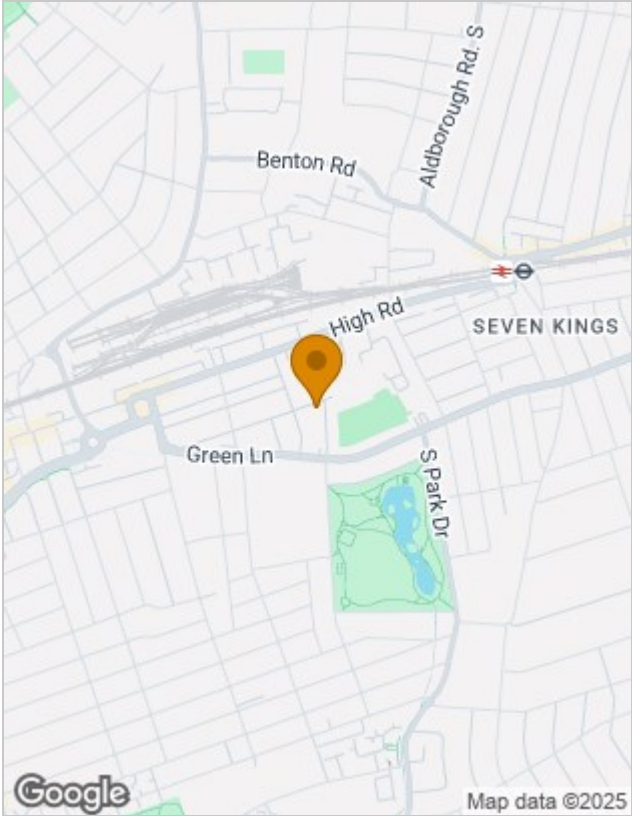 Aldborough Rd. S
Benton Rd
High Rd
SEVEN KINGS
Green Ln
S Park Dr
Google
Map data ©2025